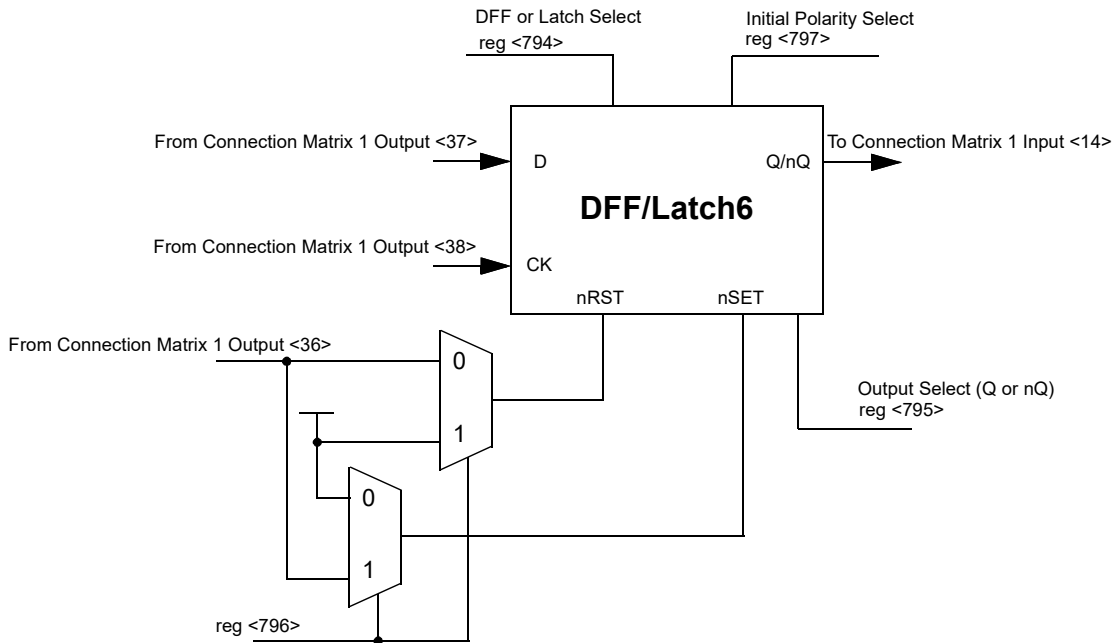 DFF or Latch Select
reg <794>
Initial Polarity Select
reg <797>
From Connection Matrix 1 Output <37>
D
Q/nQ
To Connection Matrix 1 Input <14>
DFF/Latch6
From Connection Matrix 1 Output <38>
CK
nRST
nSET
From Connection Matrix 1 Output <36>
0
1
Output Select (Q or nQ)
reg <795>
0
1
reg <796>